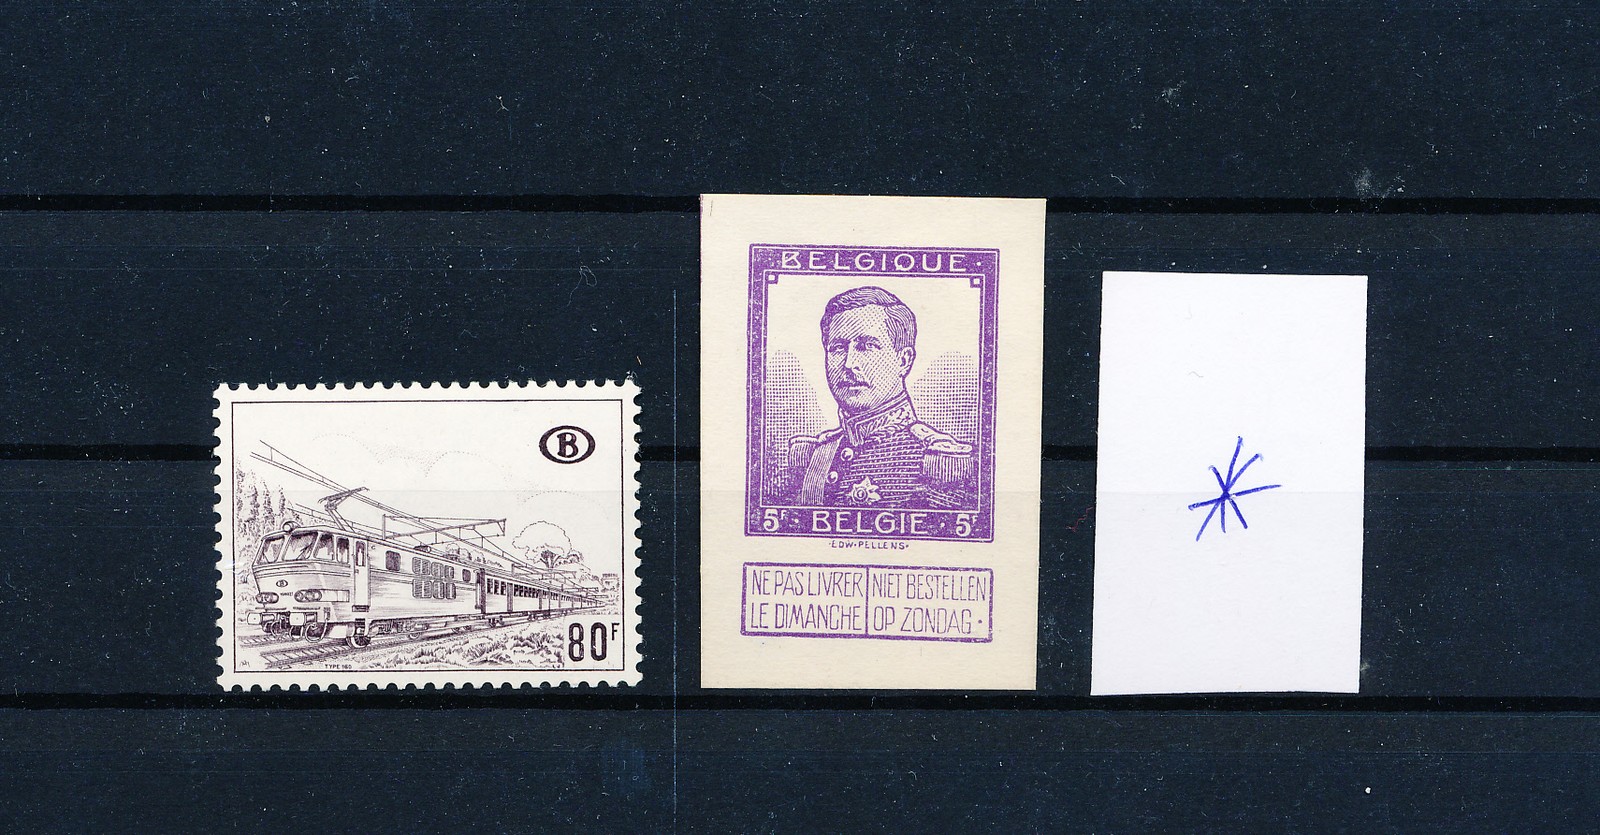 B
80F
TYPE 160
BELGIQUE
5F · BELGIE · 5F
·EDW·PELLENS·
NE PAS LIVRER
LE DIMANCHE
NIET BESTELLEN
OP ZONDAG·